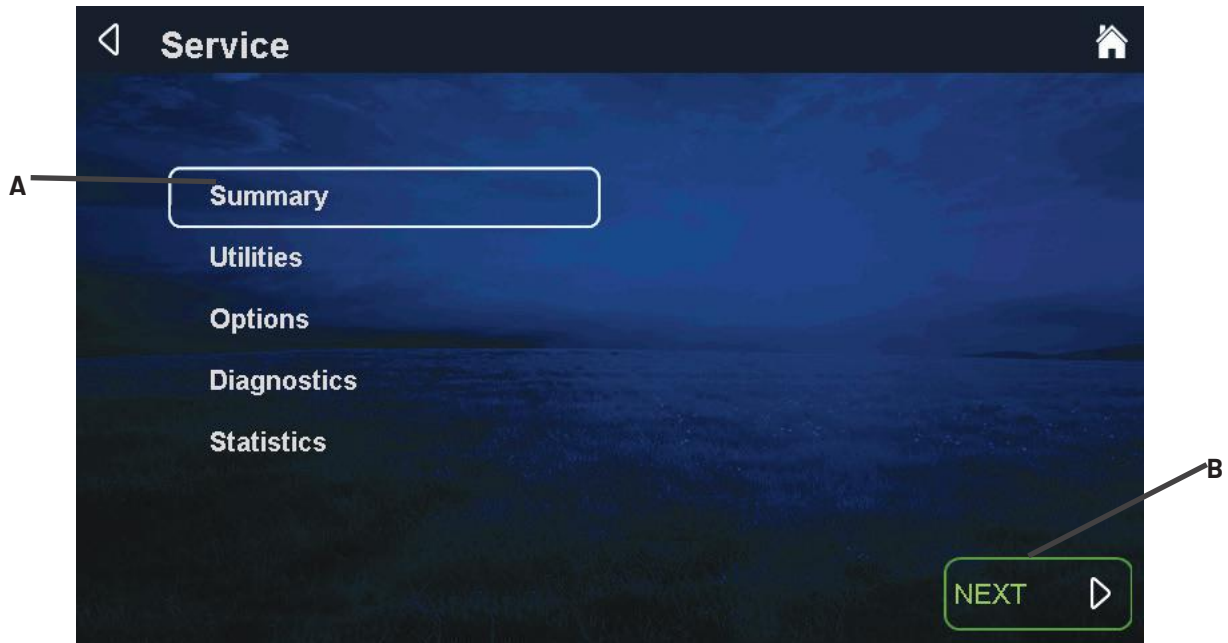 Service
A
Summary
Utilities
Options
Diagnostics
Statistics
B
NEXT